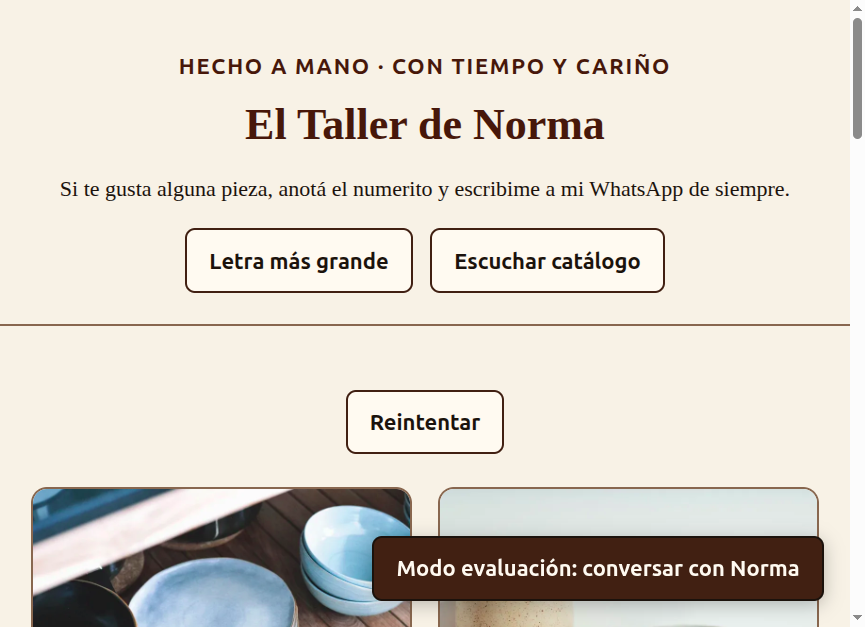 HECHO A MANO · CON TIEMPO Y CARIÑO
El Taller de Norma
Si te gusta alguna pieza, anotá el numerito y escribime a mi WhatsApp de siempre.
Letra más grande
Escuchar catálogo
Reintentar
Modo evaluación: conversar con Norma